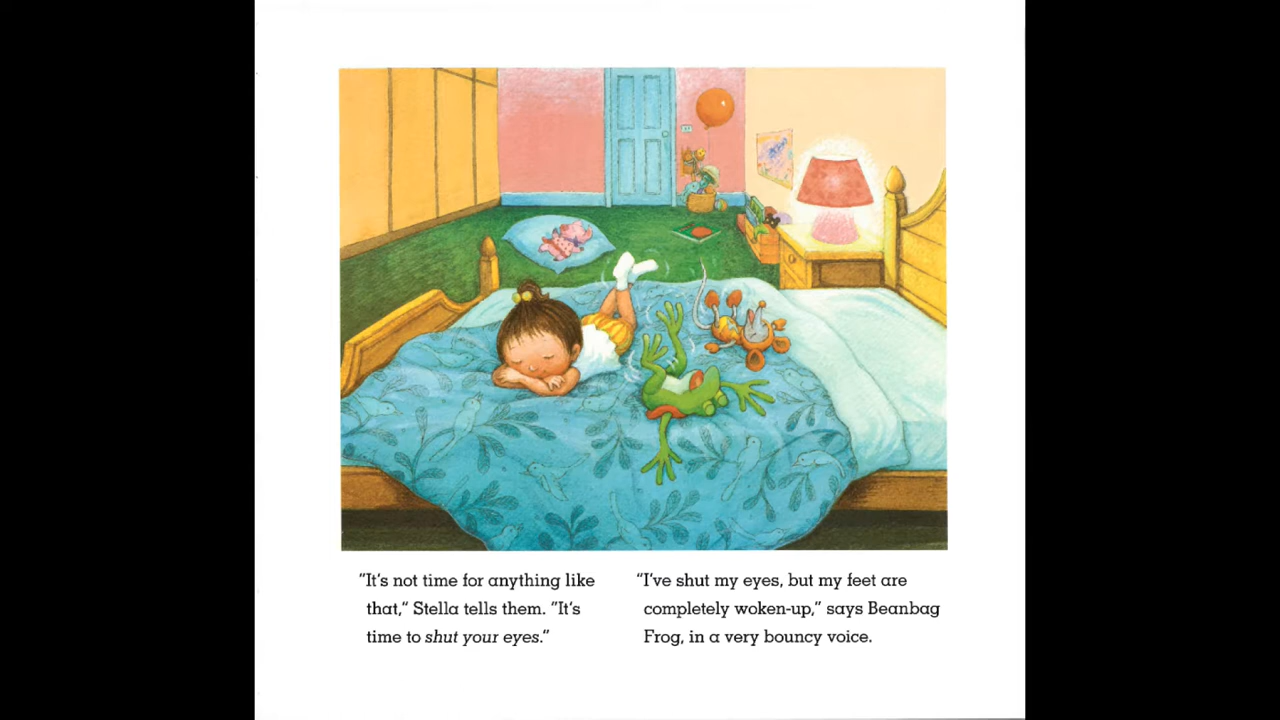 "It's not time for anything like
that," Stella tells them. "It's
time to shut your eyes."
"I've shut my eyes, but my feet are
completely woken-up," says Beanbag
Frog, in a very bouncy voice.